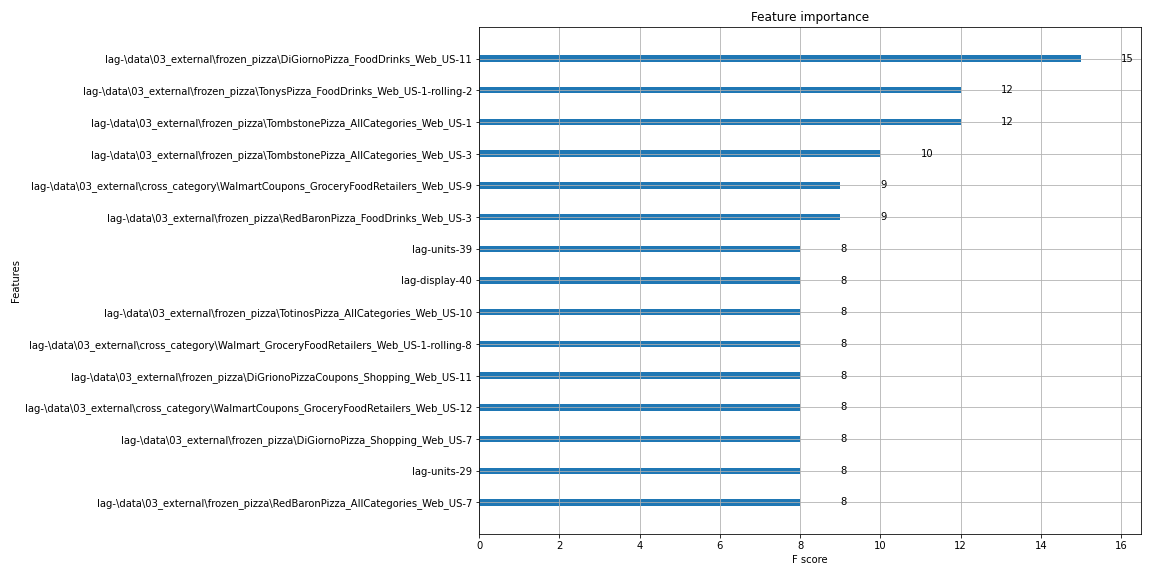 Feature importance
lag-\data\03_external\frozen_pizza\DiGiornoPizza_FoodDrinks_Web_US-11 15
lag-\data\03_external\frozen_pizza\TonysPizza_FoodDrinks_Web_US-1-rolling-2 12
lag-\data\03_external\frozen_pizza\TombstonePizza_AllCategories_Web_US-1 12
lag-\data\03_external\frozen_pizza\TombstonePizza_AllCategories_Web_US-3 10
lag-\data\03_external\cross_category\WalmartCoupons_GroceryFoodRetailers_Web_US-9 9
lag-\data\03_external\frozen_pizza\RedBaronPizza_FoodDrinks_Web_US-3 9
lag-units-39 8
lag-display-40 8
lag-\data\03_external\frozen_pizza\TotinosPizza_AllCategories_Web_US-10 8
lag-\data\03_external\cross_category\Walmart_GroceryFoodRetailers_Web_US-1-rolling-8 8
lag-\data\03_external\frozen_pizza\DiGrionoPizzaCoupons_Shopping_Web_US-11 8
lag-\data\03_external\cross_category\WalmartCoupons_GroceryFoodRetailers_Web_US-12 8
lag-\data\03_external\frozen_pizza\DiGiornoPizza_Shopping_Web_US-7 8
lag-units-29 8
lag-\data\03_external\frozen_pizza\RedBaronPizza_AllCategories_Web_US-7 8
Features
0 2 4 6 8 10 12 14 16
F score